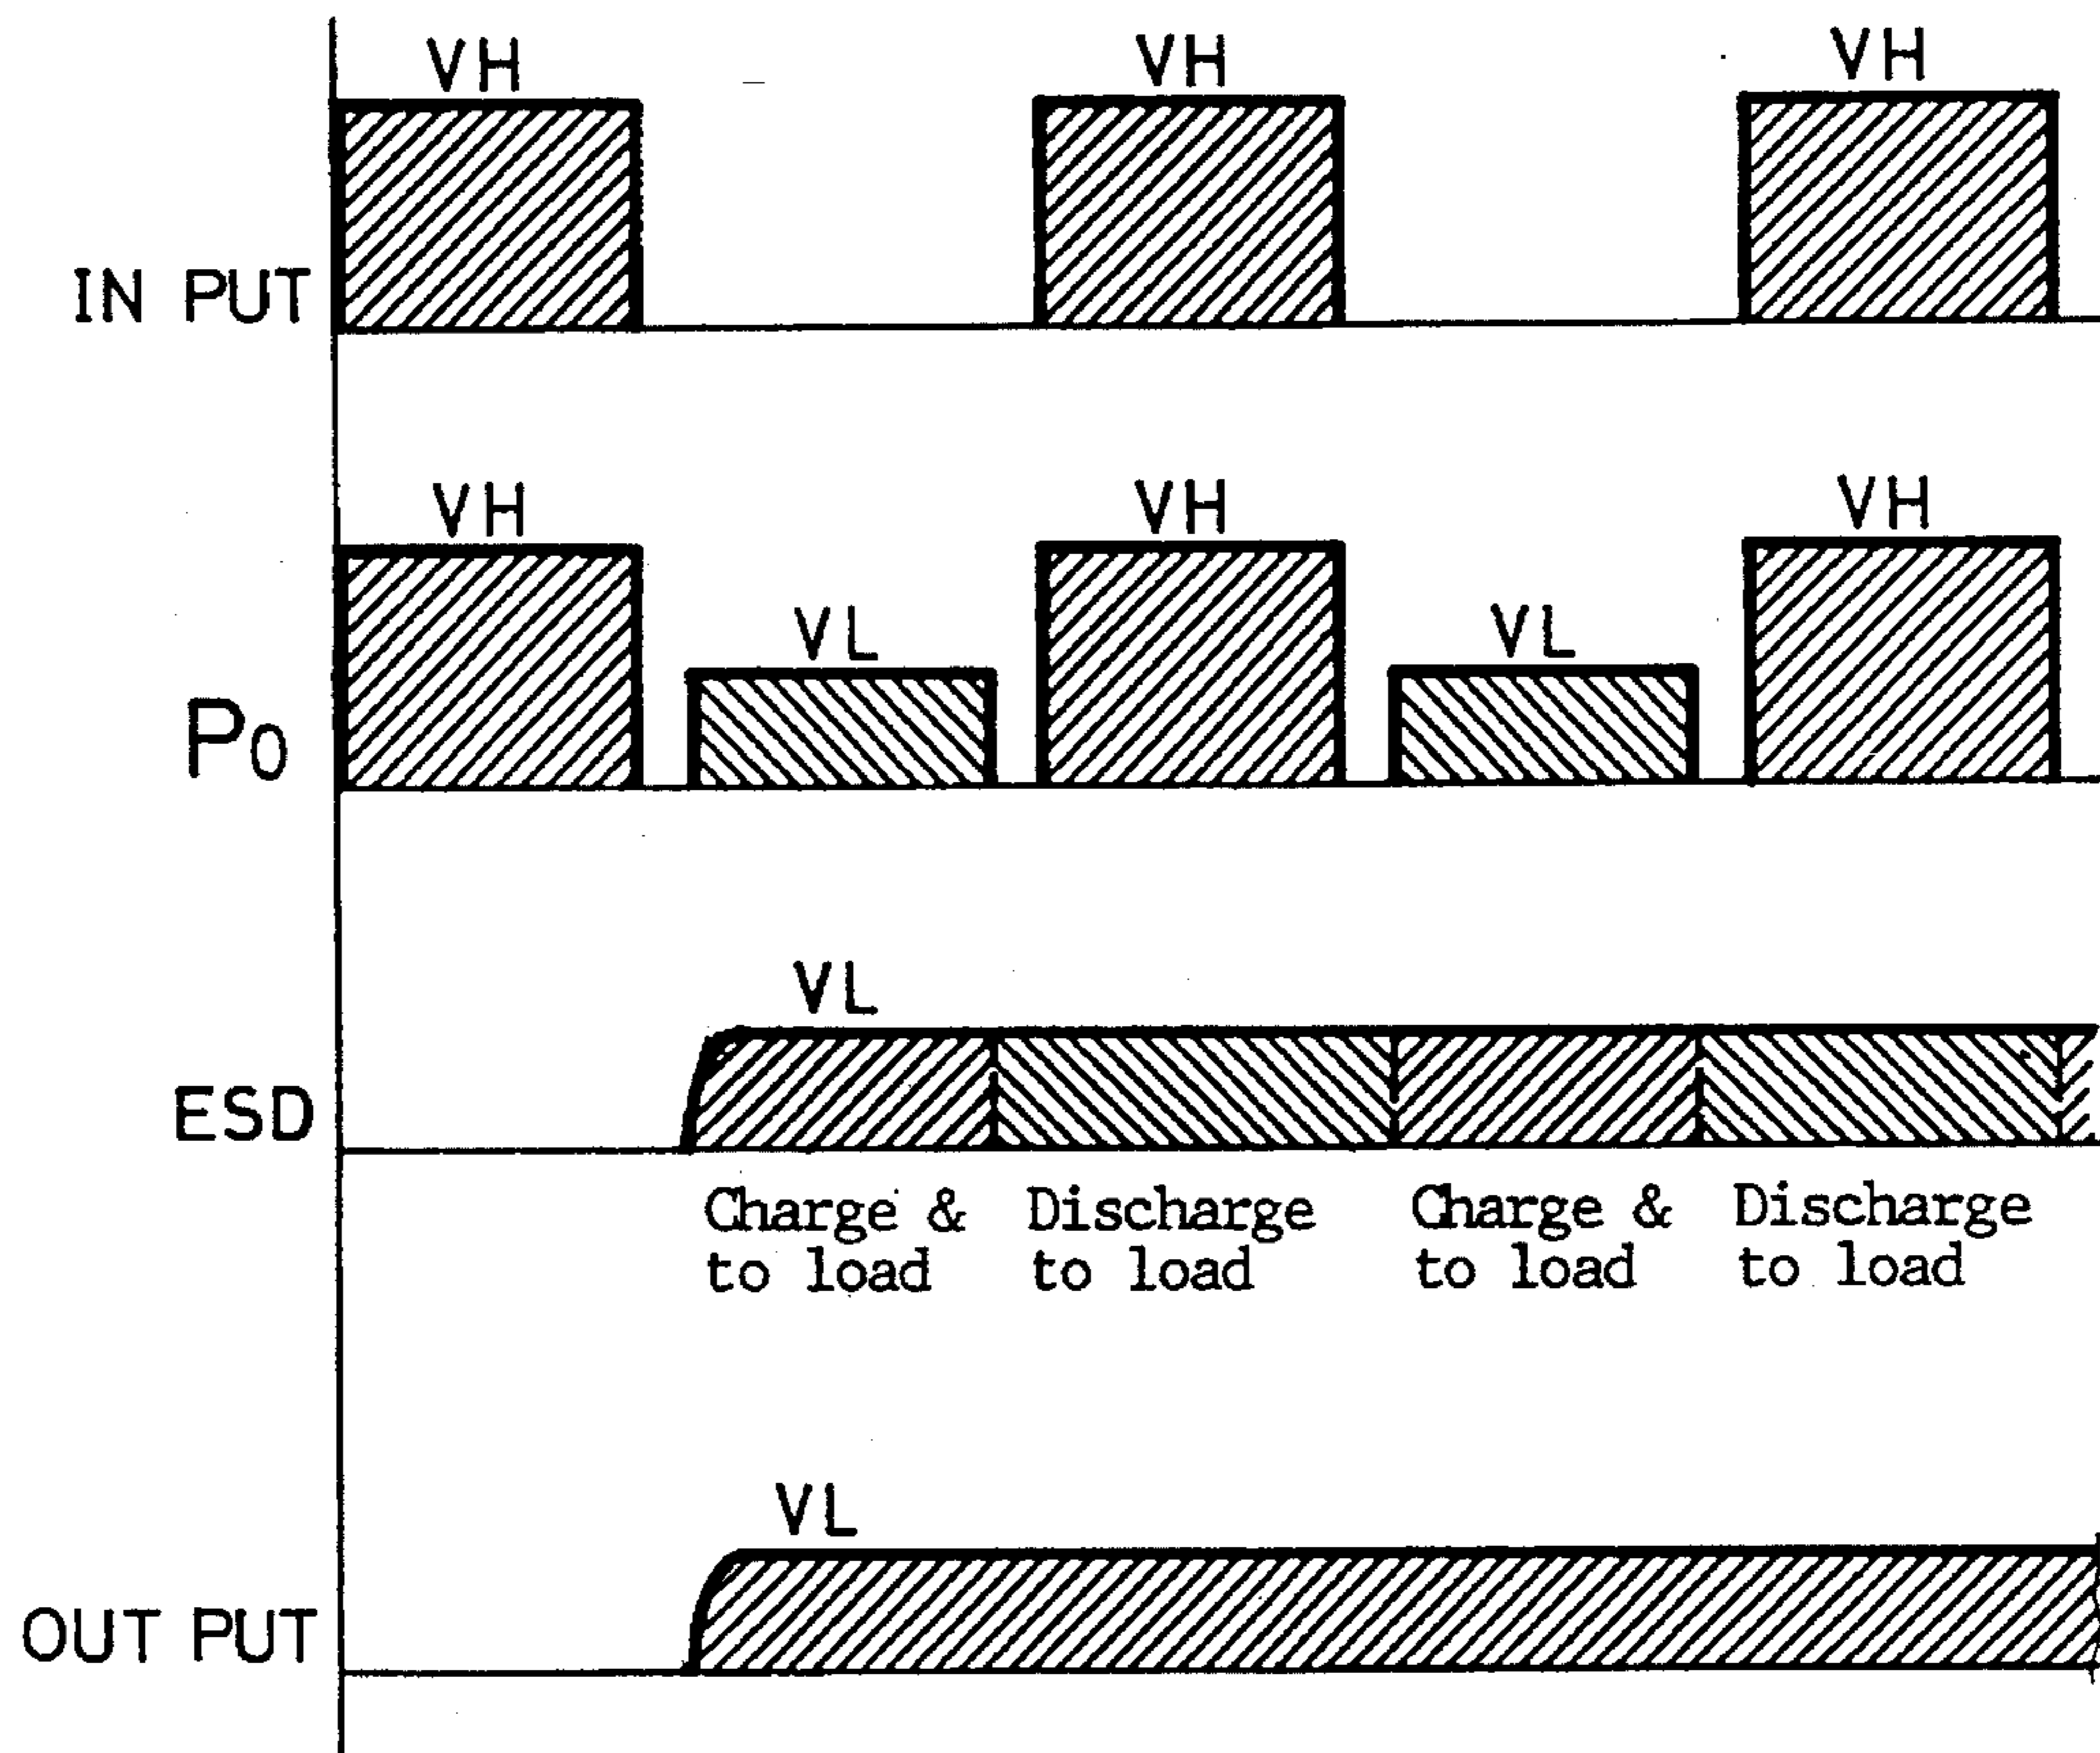 VH VH VH
IN PUT
VH VH VH
VL VL
P0
VL
ESD
Charge & Discharge Charge & Discharge
to load to load to load to load
VL
OUT PUT